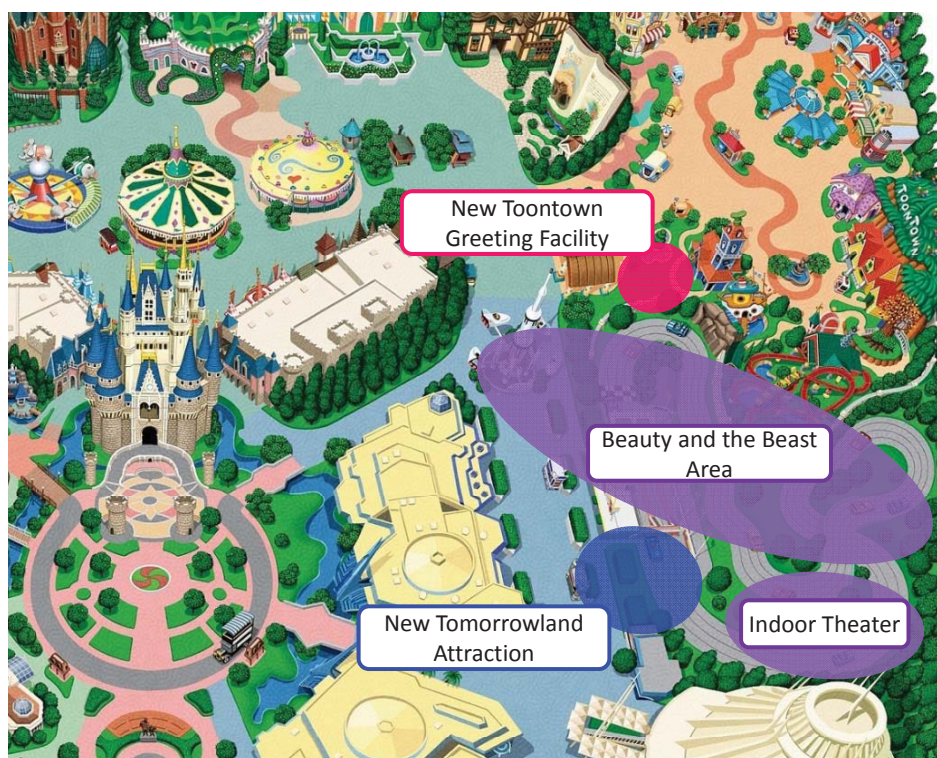 New Toontown
Greeting Facility
TOONTOWN
Beauty and the Beast
Area
New Tomorrowland
Attraction
Indoor Theater